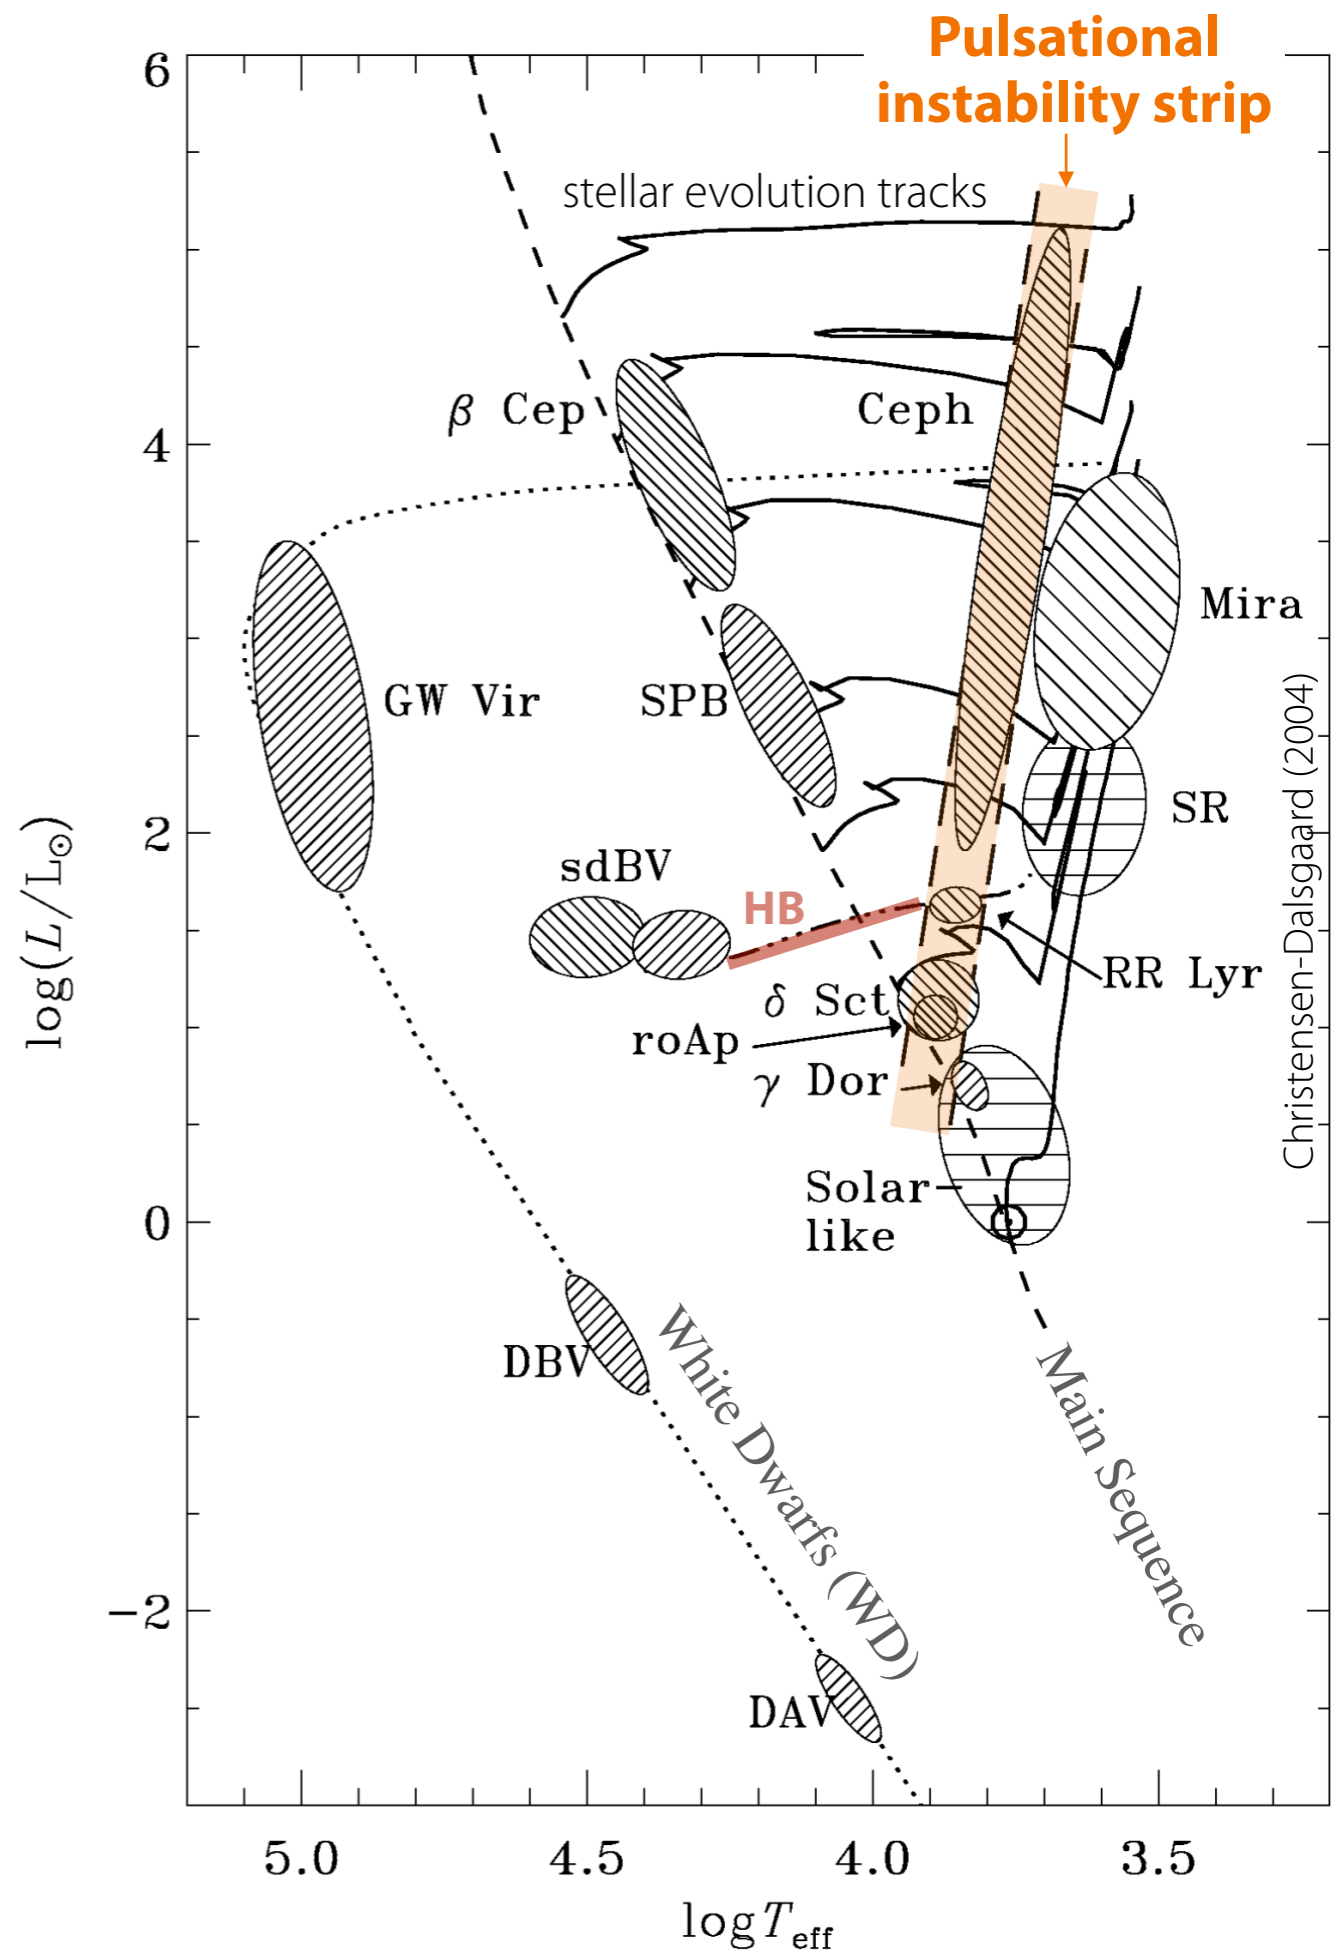 Pulsational
instability strip
6
stellar evolution tracks
β Cep
Ceph
4
Mira
GW Vir
SPB
SR
2
sdBV
HB
RR Lyr
δ Sct
roAp
γ Dor
Solar
like
0
DBV
White Dwarfs (WD)
Main Sequence
-2
DAV
log(L/L⊙)
Christensen-Dalsgaard (2004)
5.0 4.5 4.0 3.5
log Teff